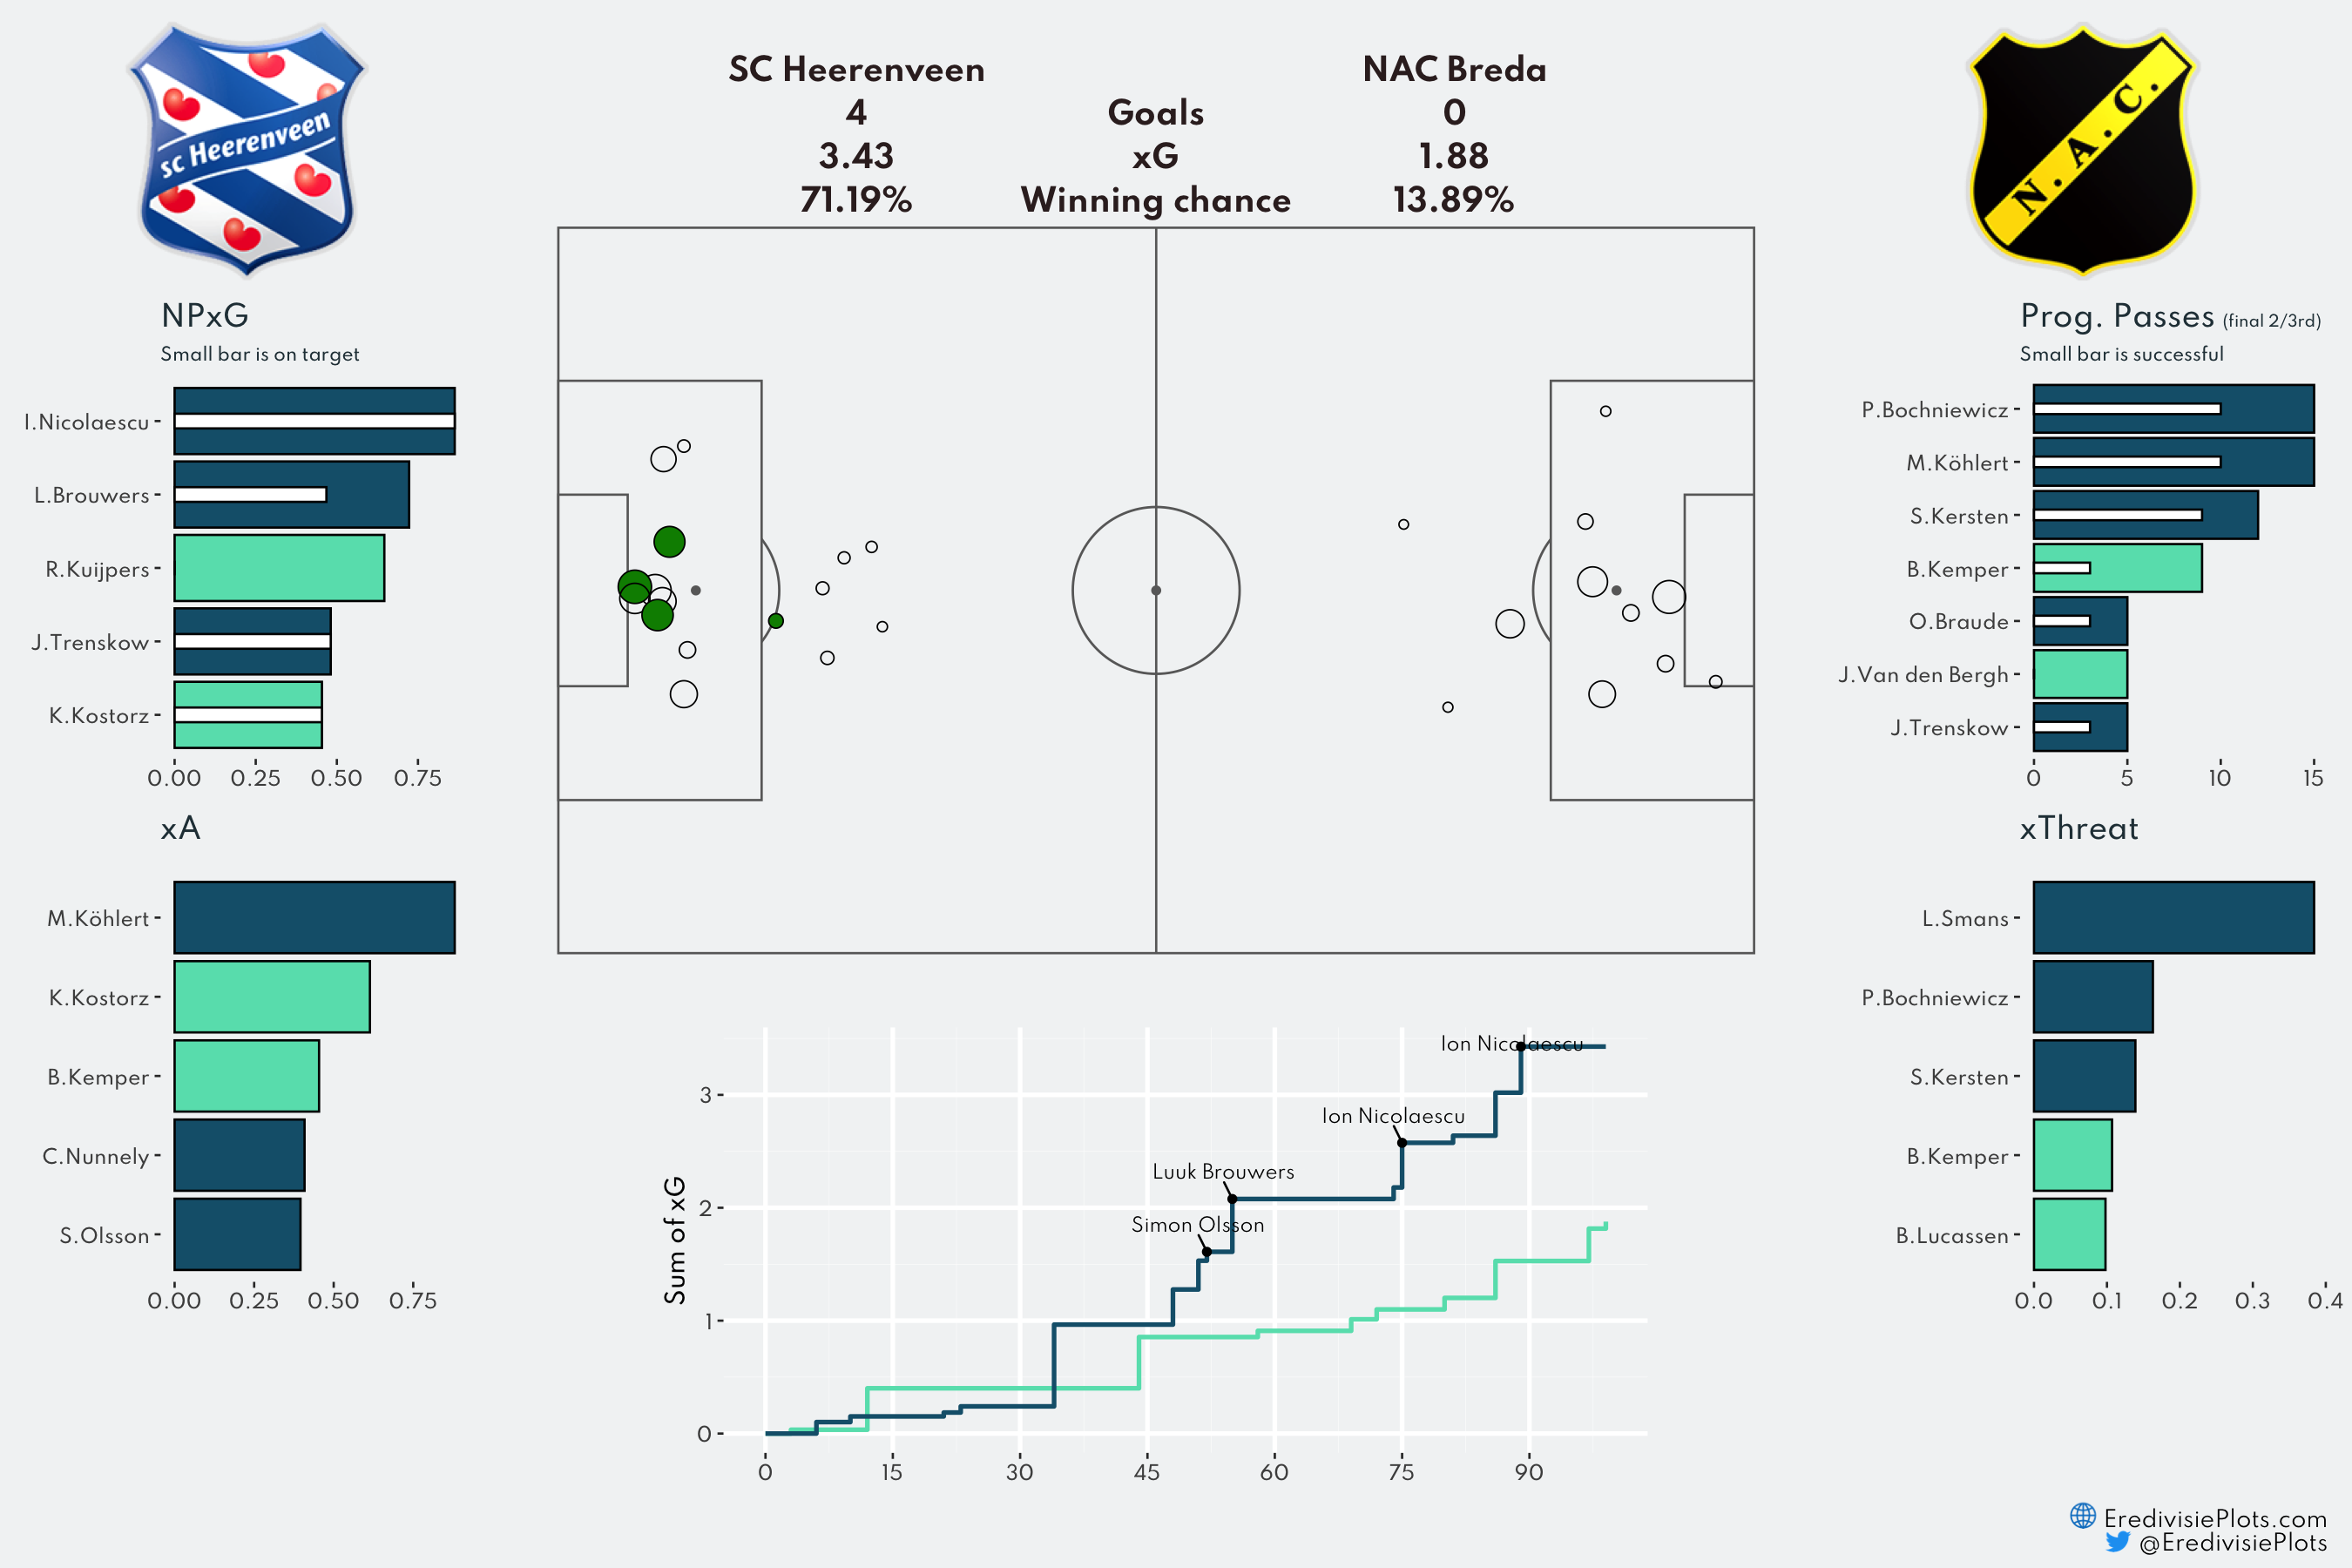 SC Heerenveen NAC Breda
4 Goals 0
3.43 xG 1.88
71.19% Winning chance 13.89%
sc Heerenveen
N.A.C.
NPxG
Small bar is on target
I.Nicolaescu
L.Brouwers
R.Kuijpers
J.Trenskow
K.Kostorz
0.00 0.25 0.50 0.75
xA
M.Köhlert
K.Kostorz
B.Kemper
C.Nunnely
S.Olsson
0.00 0.25 0.50 0.75
Sum of xG
3
2
1
0
Ion Nicolaescu
Ion Nicolaescu
Luuk Brouwers
Simon Olsson
0 15 30 45 60 75 90
Prog. Passes (final 2/3rd)
Small bar is successful
P.Bochniewicz
M.Köhlert
S.Kersten
B.Kemper
O.Braude
J.Van den Bergh
J.Trenskow
0 5 10 15
xThreat
L.Smans
P.Bochniewicz
S.Kersten
B.Kemper
B.Lucassen
0.0 0.1 0.2 0.3 0.4
EredivisiePlots.com
@EredivisiePlots